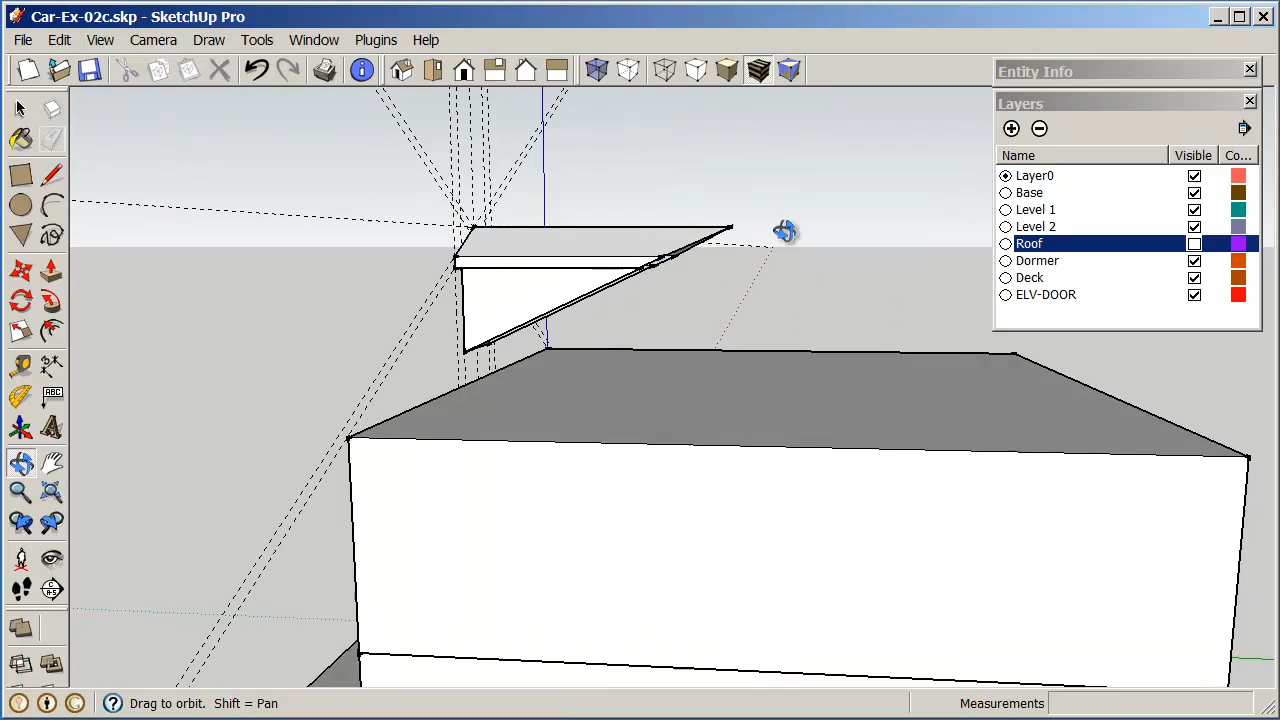 Car-Ex-02c.skp - SketchUp Pro
File Edit View Camera Draw Tools Window Plugins Help
Entity Info
Layers
Name Visible Co...
Layer0
Base
Level 1
Level 2
Roof
Dormer
Deck
ELV-DOOR
ABC
A
Drag to orbit. Shift = Pan
Measurements